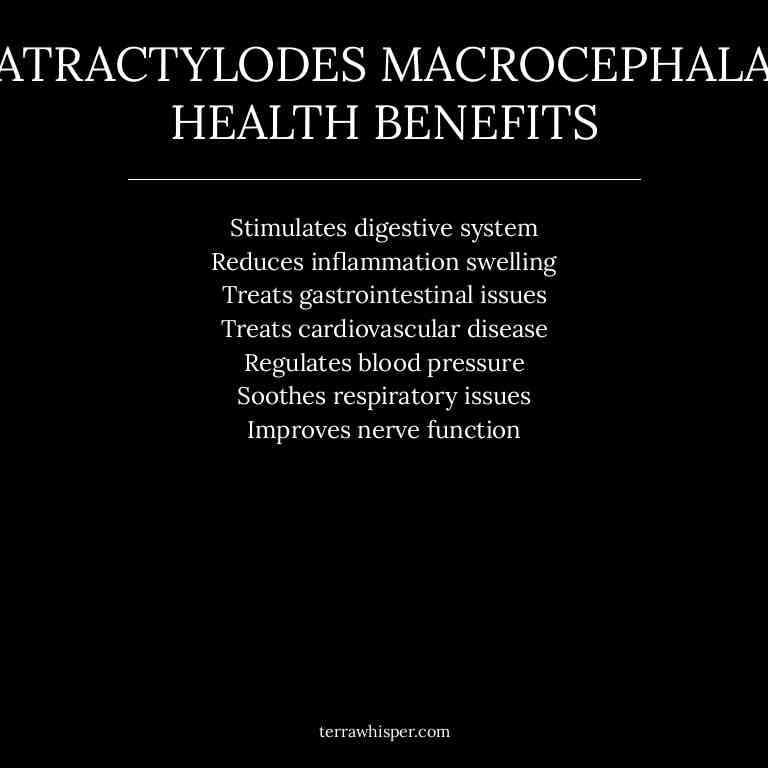 ATRACTYLODES MACROCEPHALA
HEALTH BENEFITS
Stimulates digestive system
Reduces inflammation swelling
Treats gastrointestinal issues
Treats cardiovascular disease
Regulates blood pressure
Soothes respiratory issues
Improves nerve function
terrawhisper.com